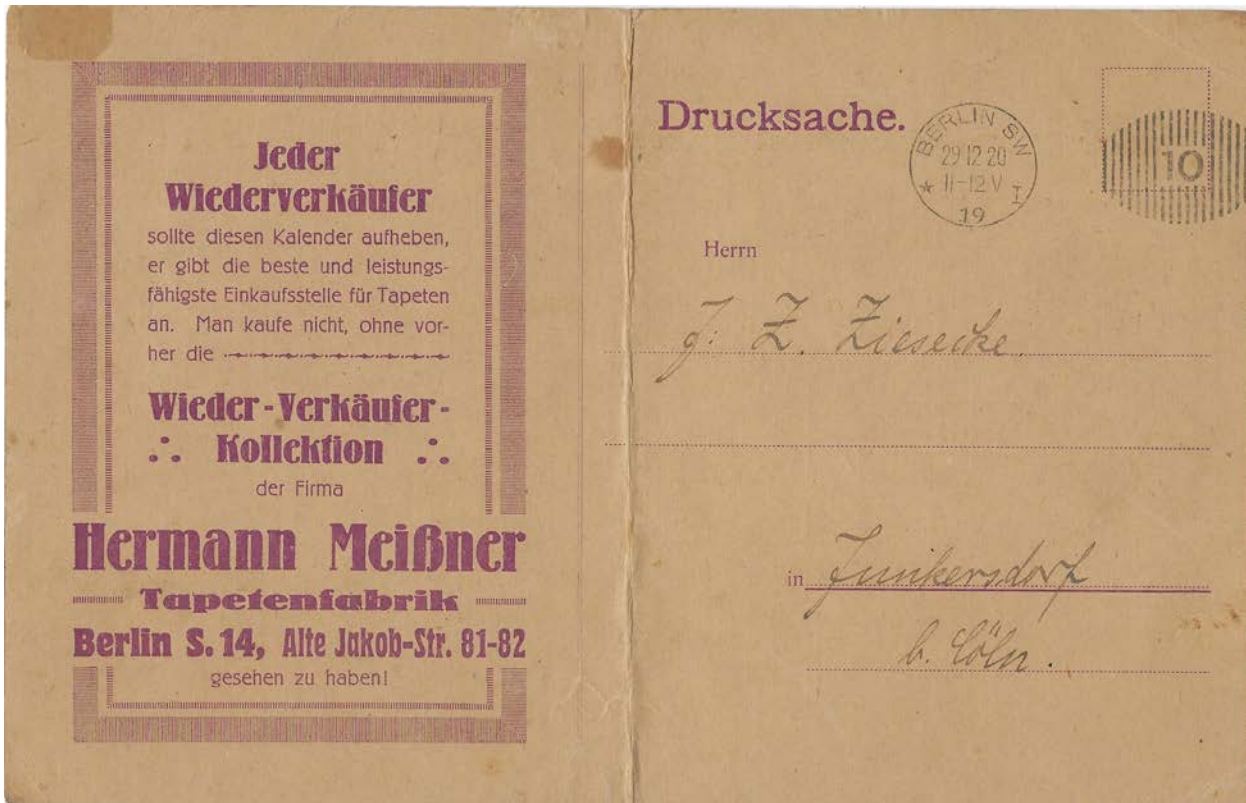 Jeder
Wiederverkäufer
sollte diesen Kalender aufheben,
er gibt die beste und leistungs-
fähigste Einkaufsstelle für Tapeten
an. Man kaufe nicht, ohne vor-
her die
Wieder-Verkäufer-
Kollektion
der Firma
Hermann Meißner
Tapetenfabrik
Berlin S. 14, Alte Jakob-Str. 81-82
gesehen zu haben!
Drucksache.
BERLIN SW
29 12 20
* 11-12 V I
19
10
Herrn
J: Z. Ziesecke
in Junkersdorf
b. Cöln.